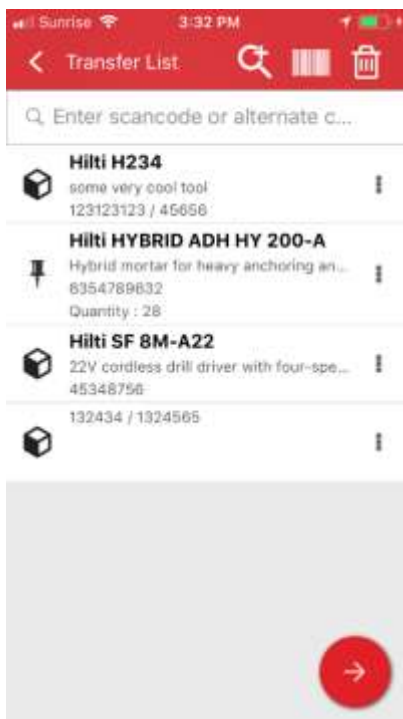 Sunrise 3:32 PM
Transfer List
Enter scancode or alternate c...
Hilti H234
some very cool tool
123123123 / 45656
Hilti HYBRID ADH HY 200-A
Hybrid mortar for heavy anchoring an...
6354789632
Quantity : 28
Hilti SF 8M-A22
22V cordless drill driver with four-spe...
45348756
132434 / 1324565